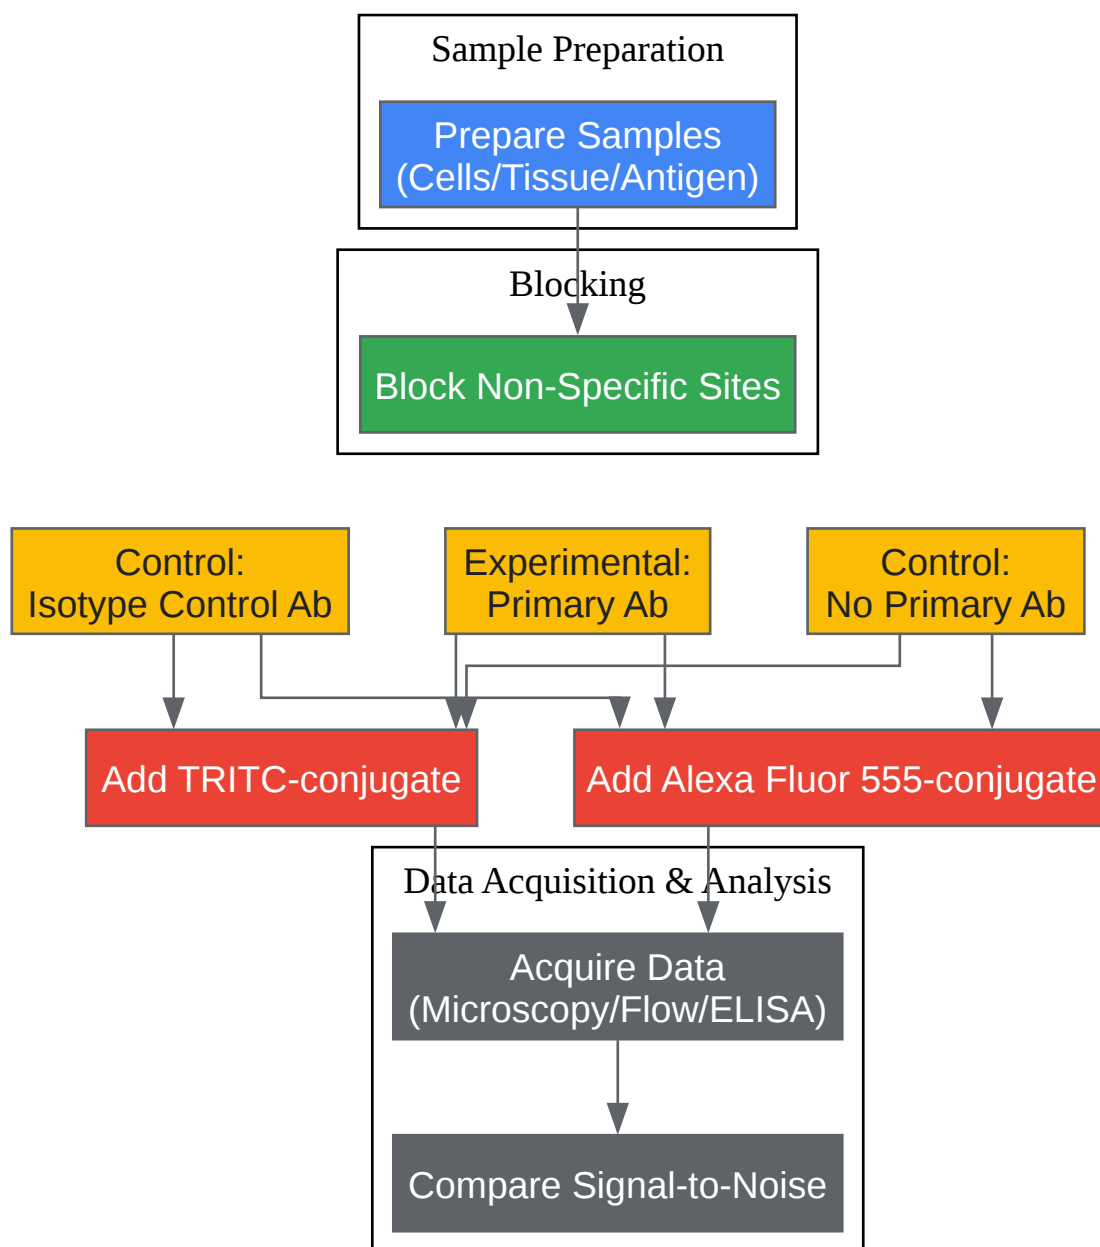 Sample Preparation
Prepare Samples
(Cells/Tissue/Antigen)
Blocking
Block Non-Specific Sites
Control:
Isotype Control Ab
Experimental:
Primary Ab
Control:
No Primary Ab
Add TRITC-conjugate
Add Alexa Fluor 555-conjugate
Data Acquisition & Analysis
Acquire Data
(Microscopy/Flow/ELISA)
Compare Signal-to-Noise